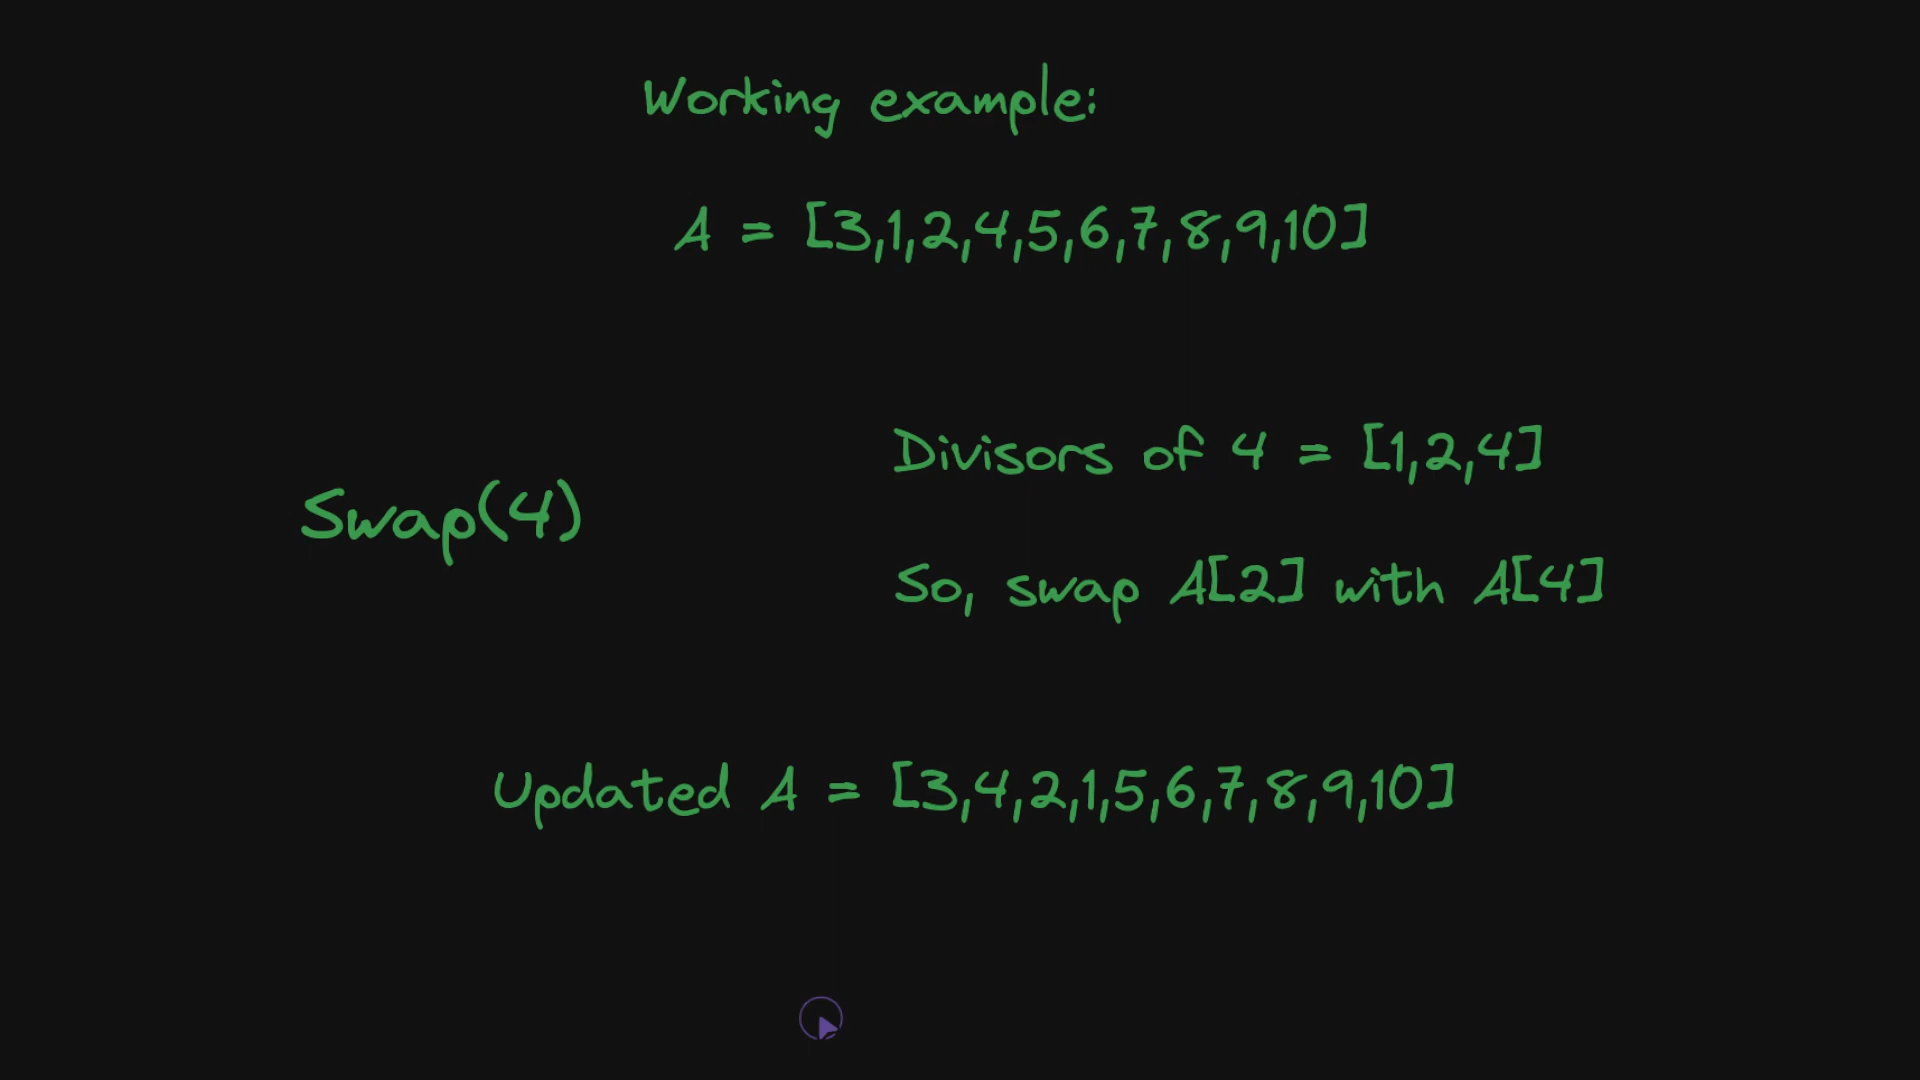 Working example:
A = [3,1,2,4,5,6,7,8,9,10]
Divisors of 4 = [1,2,4]
Swap(4)
So, swap A[2] with A[4]
Updated A = [3,4,2,1,5,6,7,8,9,10]